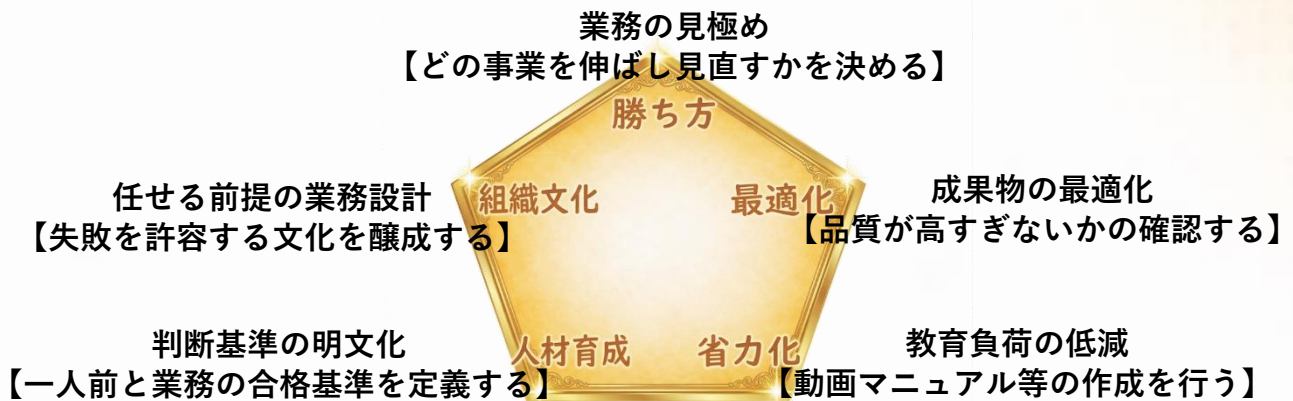 業務の見極め
【どの事業を伸ばし見直すかを決める】
勝ち方
任せる前提の業務設計
【失敗を許容する文化を醸成する】
組織文化
最適化
成果物の最適化
【品質が高すぎないかの確認する】
判断基準の明文化
【一人前と業務の合格基準を定義する】
人材育成
省力化
教育負荷の低減
【動画マニュアル等の作成を行う】